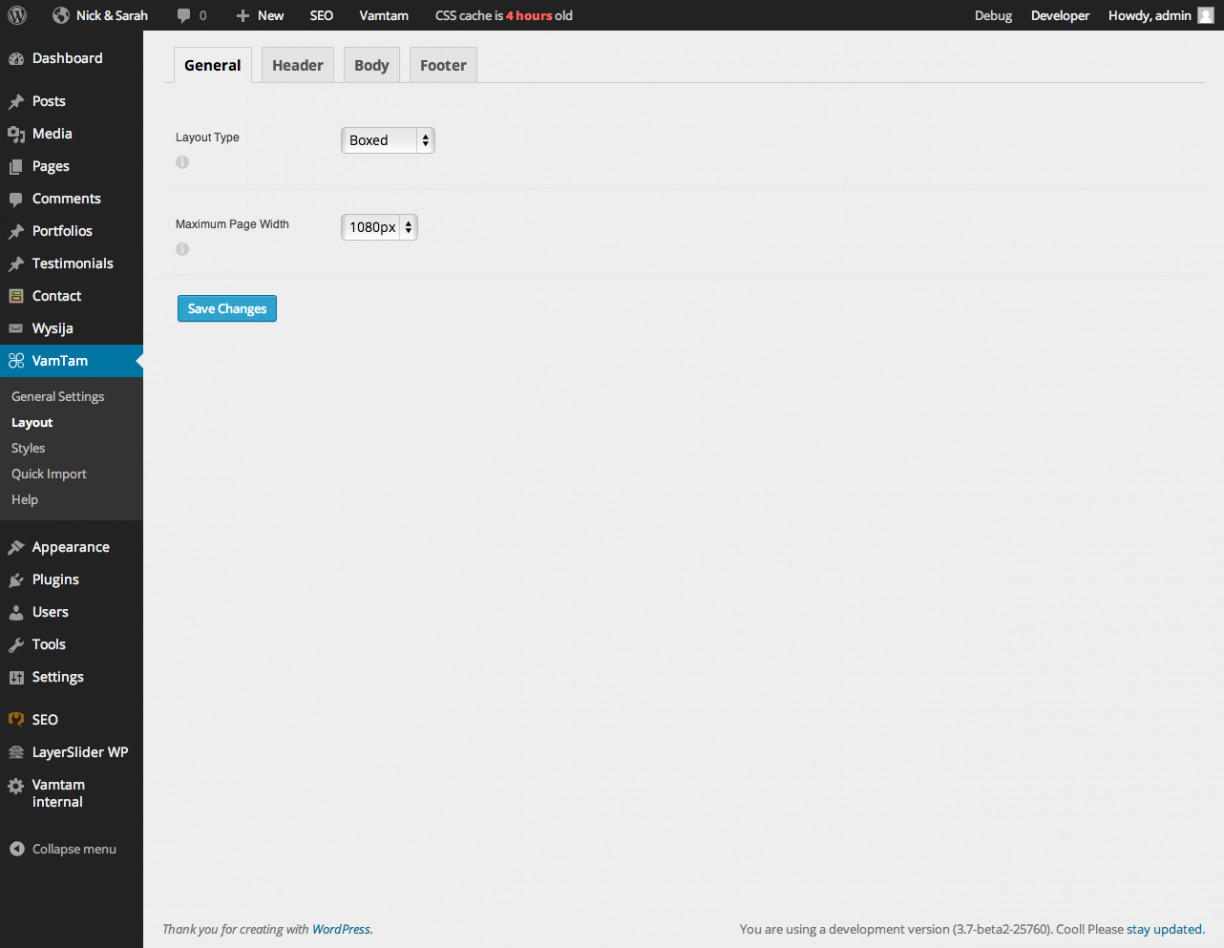 Nick & Sarah 0 New SEO Vamtam CSS cache is 4 hours old Debug Developer Howdy, admin
Dashboard
Posts
Media
Pages
Comments
Portfolios
Testimonials
Contact
Wysija
VamTam
General Settings
Layout
Styles
Quick Import
Help
Appearance
Plugins
Users
Tools
Settings
SEO
LayerSlider WP
Vamtam
internal
Collapse menu
General Header Body Footer
Layout Type Boxed
Maximum Page Width 1080px
Save Changes
Thank you for creating with WordPress. You are using a development version (3.7-beta2-25760). Cool! Please stay updated.